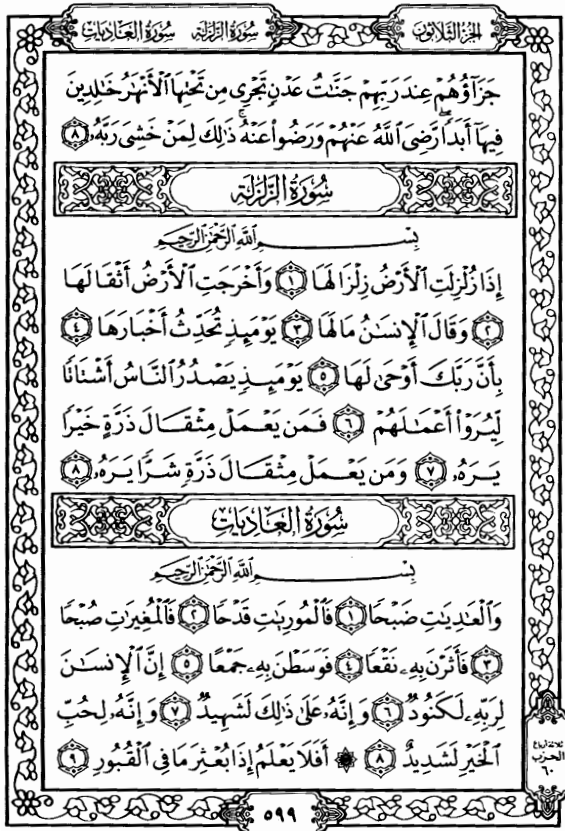 الجزء الثلاثون
سورة الزلزلة سورة العاديات
جَزَآؤُهُمْ عِندَ رَبِّهِمْ جَنَّٰتُ عَدْنٍ تَجْرِى مِن تَحْتِهَا ٱلْأَنْهَٰرُ خَٰلِدِينَ
فِيهَآ أَبَدًا ۖ رَّضِىَ ٱللَّهُ عَنْهُمْ وَرَضُوا۟ عَنْهُ ۚ ذَٰلِكَ لِمَنْ خَشِىَ رَبَّهُۥ ٨
سُورَةُ الزَّلْزَلَةِ
بِسْمِ ٱللَّهِ ٱلرَّحْمَٰنِ ٱلرَّحِيمِ
إِذَا زُلْزِلَتِ ٱلْأَرْضُ زِلْزَالَهَا ١ وَأَخْرَجَتِ ٱلْأَرْضُ أَثْقَالَهَا
٢ وَقَالَ ٱلْإِنسَٰنُ مَا لَهَا ٣ يَوْمَئِذٍ تُحَدِّثُ أَخْبَارَهَا ٤
بِأَنَّ رَبَّكَ أَوْحَىٰ لَهَا ٥ يَوْمَئِذٍ يَصْدُرُ ٱلنَّاسُ أَشْتَاتًا
لِّيُرَوْا۟ أَعْمَٰلَهُمْ ٦ فَمَن يَعْمَلْ مِثْقَالَ ذَرَّةٍ خَيْرًا
يَرَهُۥ ٧ وَمَن يَعْمَلْ مِثْقَالَ ذَرَّةٍ شَرًّا يَرَهُۥ ٨
سُورَةُ العَادِيَاتِ
بِسْمِ ٱللَّهِ ٱلرَّحْمَٰنِ ٱلرَّحِيمِ
وَٱلْعَٰدِيَٰتِ ضَبْحًا ١ فَٱلْمُورِيَٰتِ قَدْحًا ٢ فَٱلْمُغِيرَٰتِ صُبْحًا
٣ فَأَثَرْنَ بِهِۦ نَقْعًا ٤ فَوَسَطْنَ بِهِۦ جَمْعًا ٥ إِنَّ ٱلْإِنسَٰنَ
لِرَبِّهِۦ لَكَنُودٌ ٦ وَإِنَّهُۥ عَلَىٰ ذَٰلِكَ لَشَهِيدٌ ٧ وَإِنَّهُۥ لِحُبِّ
ٱلْخَيْرِ لَشَدِيدٌ ٨ ۞ أَفَلَا يَعْلَمُ إِذَا بُعْثِرَ مَا فِى ٱلْقُبُورِ ٩
ثلاثة أرباع
الحزب
٦٠
٥٩٩